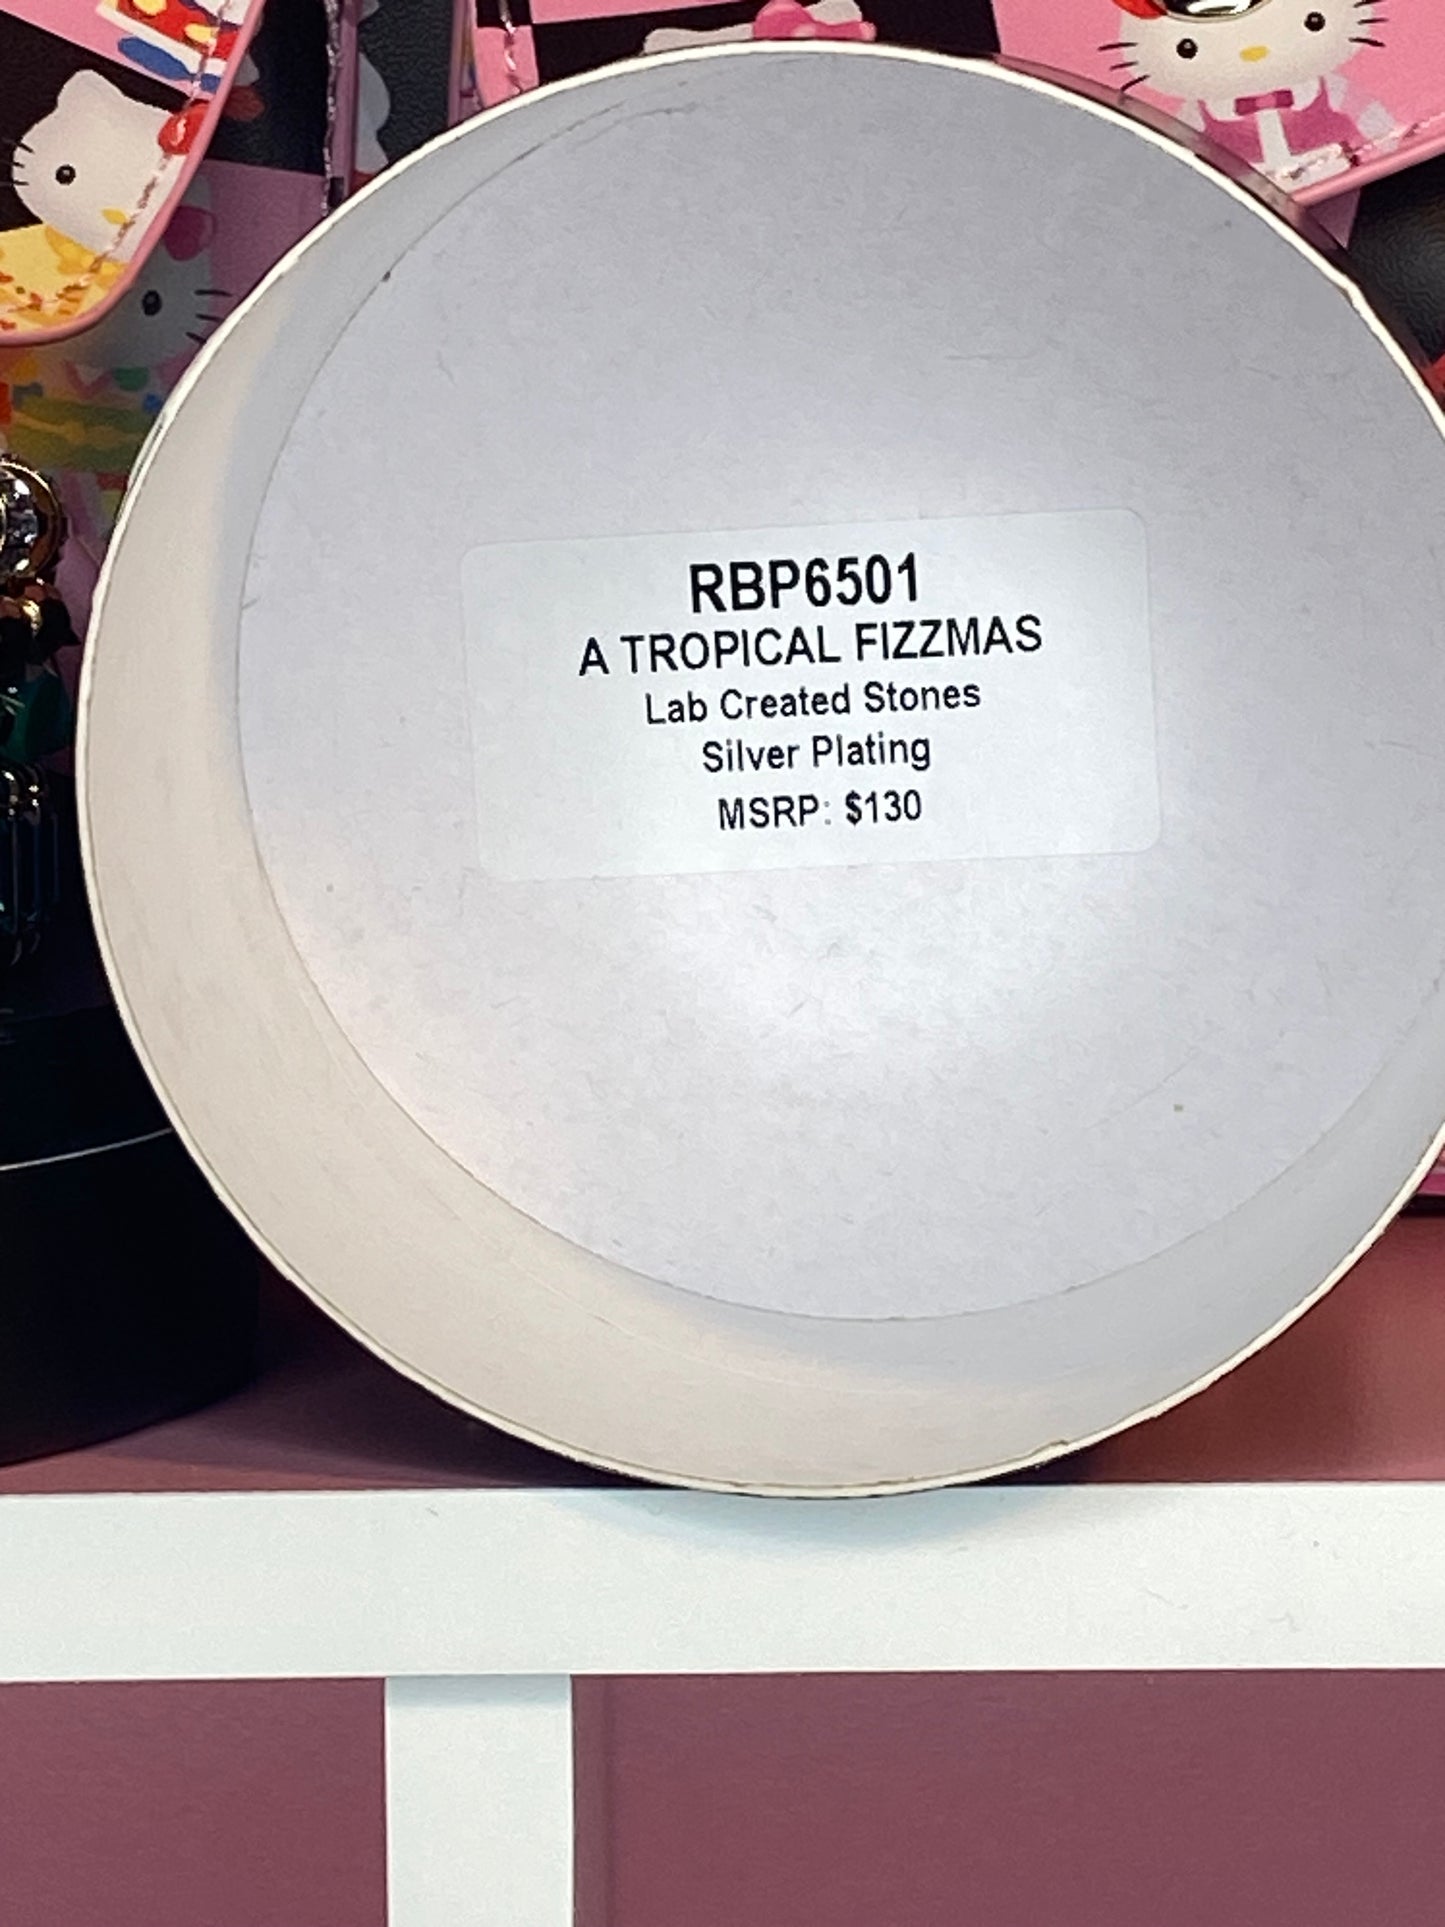 RBP6501
A TROPICAL FIZZMAS
Lab Created Stones
Silver Plating
MSRP: $130